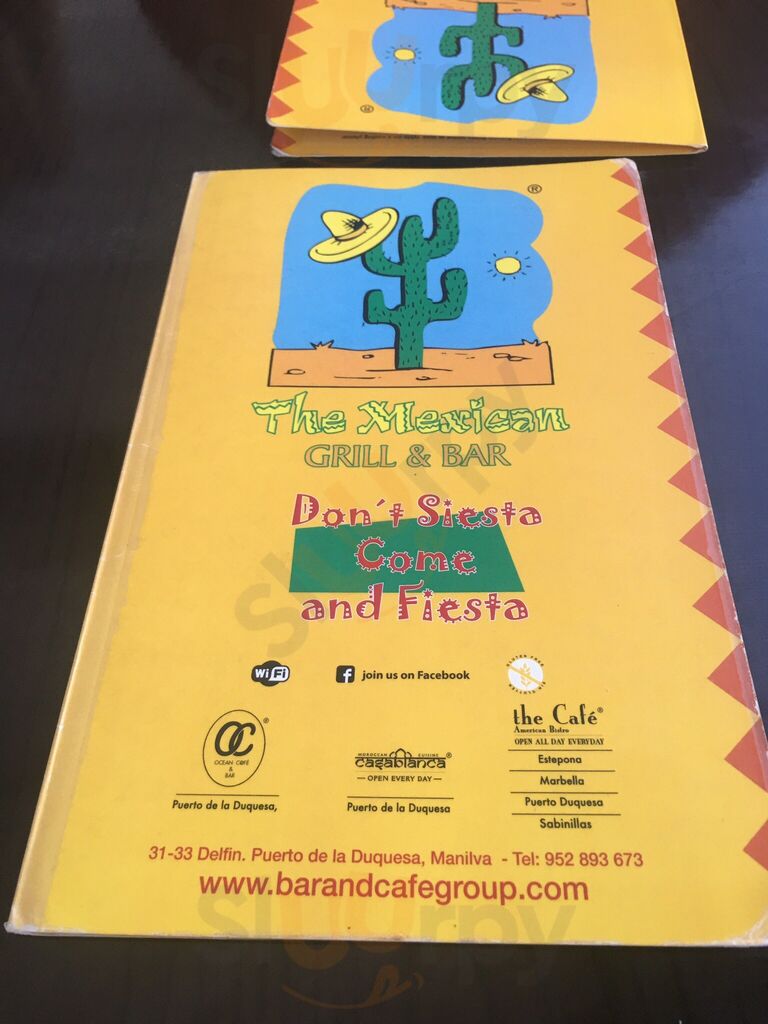 ®
The Mexican
GRILL & BAR
Don't Siesta
Come
and Fiesta
WiFi
f join us on Facebook
GLUTEN FREE
OC ®
OCEAN CAFÉ
&
BAR
Puerto de la Duquesa,
MOROCCAN CUISINE
casablanca®
— OPEN EVERY DAY —
Puerto de la Duquesa
the Café®
American Bistro
OPEN ALL DAY EVERYDAY
Estepona
Marbella
Puerto Duquesa
Sabinillas
31-33 Delfin. Puerto de la Duquesa, Manilva - Tel: 952 893 673
www.barandcafegroup.com
Sluurpy